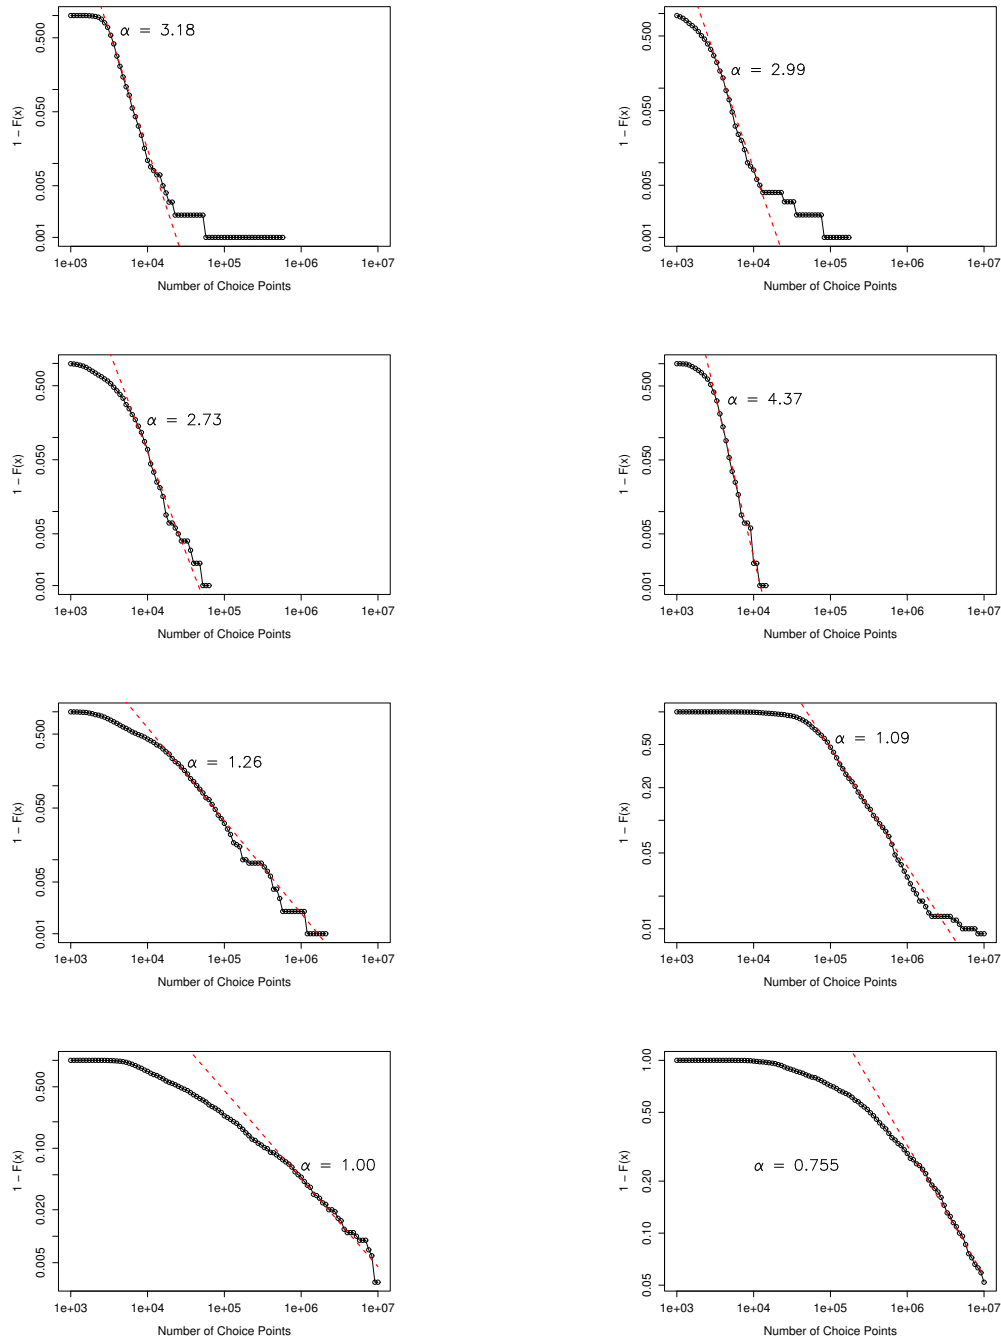 α = 3.18
1 − F(x)
0.500
0.050
0.005
0.001
1e+03 1e+04 1e+05 1e+06 1e+07
Number of Choice Points
α = 2.99
1 − F(x)
0.500
0.050
0.005
0.001
1e+03 1e+04 1e+05 1e+06 1e+07
Number of Choice Points
α = 2.73
1 − F(x)
0.500
0.050
0.005
0.001
1e+03 1e+04 1e+05 1e+06 1e+07
Number of Choice Points
α = 4.37
1 − F(x)
0.500
0.050
0.005
0.001
1e+03 1e+04 1e+05 1e+06 1e+07
Number of Choice Points
α = 1.26
1 − F(x)
0.500
0.050
0.005
0.001
1e+03 1e+04 1e+05 1e+06 1e+07
Number of Choice Points
α = 1.09
1 − F(x)
0.50
0.20
0.05
0.01
1e+03 1e+04 1e+05 1e+06 1e+07
Number of Choice Points
α = 1.00
1 − F(x)
0.500
0.100
0.020
0.005
1e+03 1e+04 1e+05 1e+06 1e+07
Number of Choice Points
α = 0.755
1 − F(x)
1.00
0.50
0.20
0.10
0.05
1e+03 1e+04 1e+05 1e+06 1e+07
Number of Choice Points